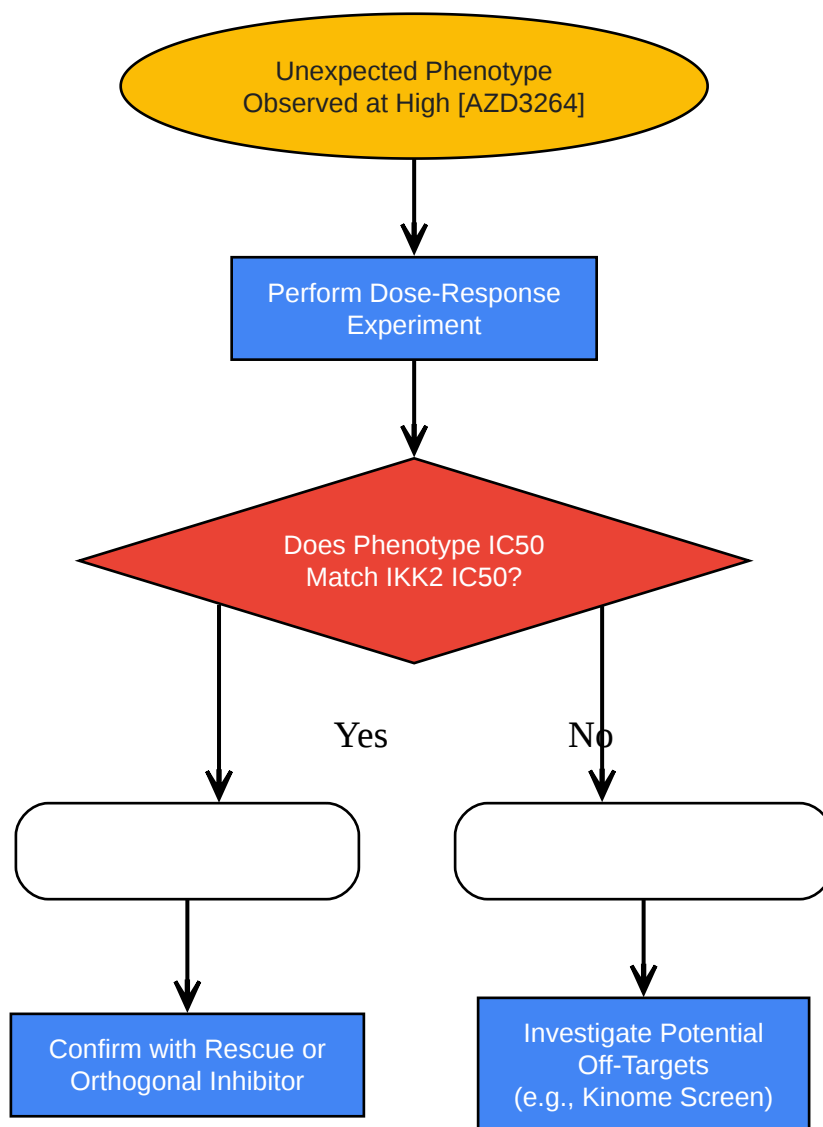 Unexpected Phenotype
Observed at High [AZD3264]
Perform Dose-Response
Experiment
Does Phenotype IC50
Match IKK2 IC50?
Yes
No
Confirm with Rescue or
Orthogonal Inhibitor
Investigate Potential
Off-Targets
(e.g., Kinome Screen)